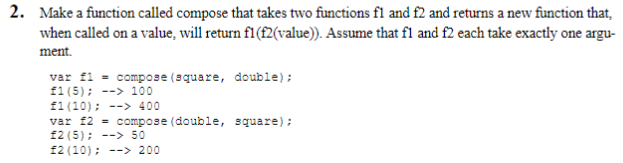 2. Make a function called compose that takes two functions f1 and f2 and returns a new function that,
when called on a value, will return f1(f2(value)). Assume that f1 and f2 each take exactly one argu-
ment.
var f1 = compose(square, double);
f1(5); --> 100
f1(10); --> 400
var f2 = compose(double, square);
f2(5); --> 50
f2(10); --> 200